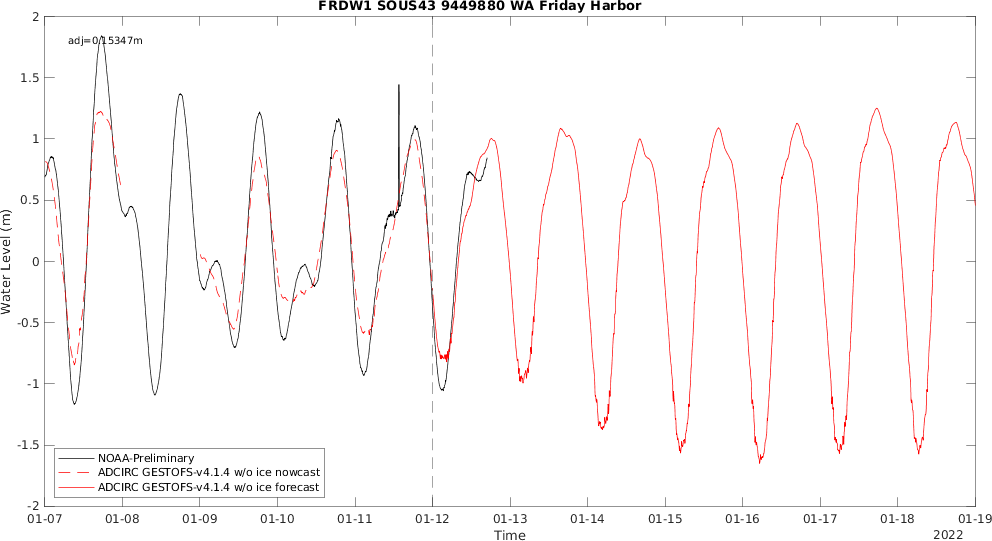 FRDW1 SOUS43 9449880 WA Friday Harbor
adj=0.15347m
2
1.5
1
0.5
0
-0.5
-1
-1.5
-2
Water Level (m)
NOAA-Preliminary
ADCIRC GESTOFS-v4.1.4 w/o ice nowcast
ADCIRC GESTOFS-v4.1.4 w/o ice forecast
01-07 01-08 01-09 01-10 01-11 01-12 01-13 01-14 01-15 01-16 01-17 01-18 01-19
Time
2022